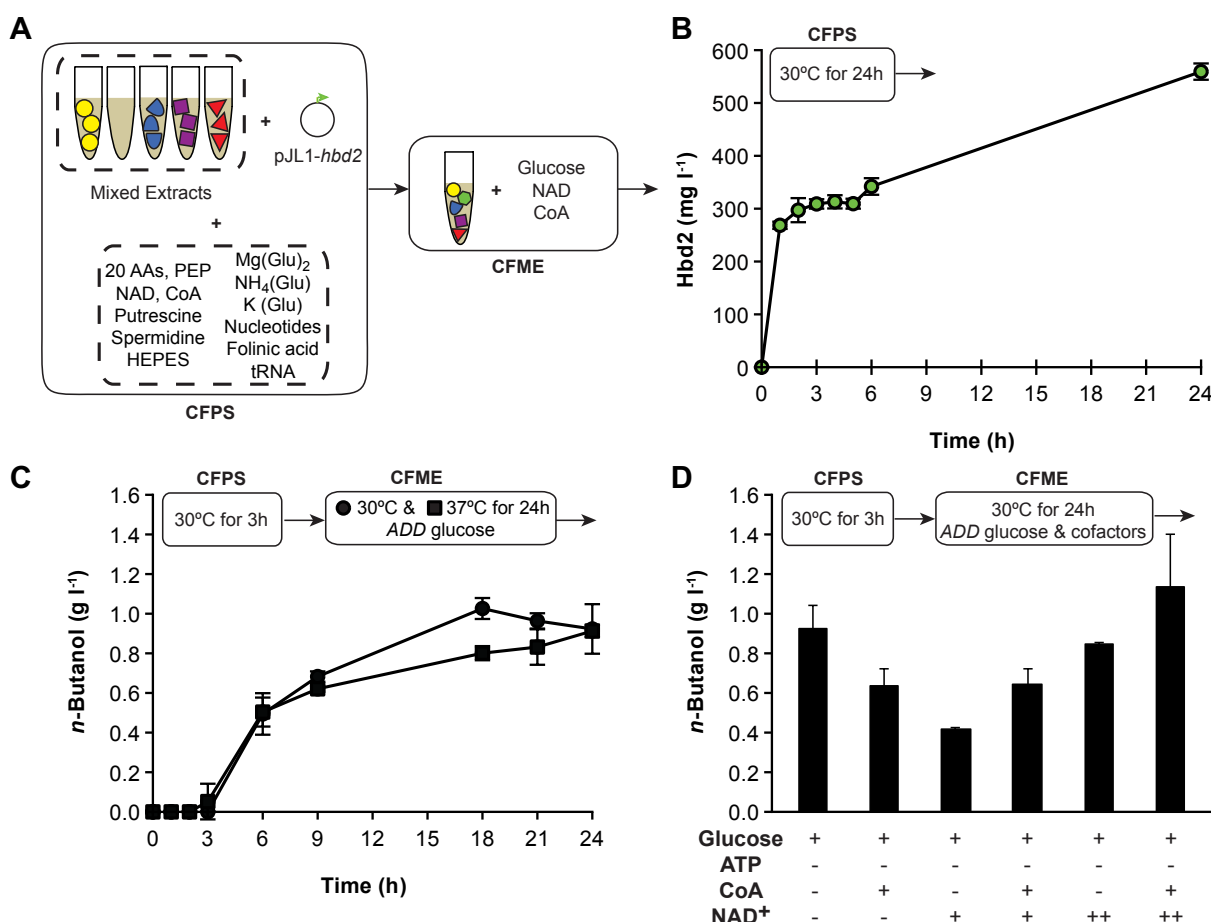 A
Mixed Extracts
+
pJL1-hbd2
+
20 AAs, PEP
NAD, CoA
Putrescine
Spermidine
HEPES
Mg(Glu)2
NH4(Glu)
K (Glu)
Nucleotides
Folinic acid
tRNA
CFPS
+
Glucose
NAD
CoA
CFME
B
CFPS
30ºC for 24h
Hbd2 (mg l-1)
600
500
400
300
200
100
0
0 3 6 9 12 15 18 21 24
Time (h)
C
CFPS
30ºC for 3h
CFME
30ºC & 37ºC for 24h
ADD glucose
n-Butanol (g l-1)
1.6
1.4
1.2
1.0
0.8
0.6
0.4
0.2
0.0
0 3 6 9 12 15 18 21 24
Time (h)
D
CFPS
30ºC for 3h
CFME
30ºC for 24h
ADD glucose & cofactors
n-Butanol (g l-1)
1.6
1.4
1.2
1.0
0.8
0.6
0.4
0.2
0.0
Glucose + + + + + +
ATP - - - - - -
CoA - + - + - +
NAD+ - - + + ++ ++